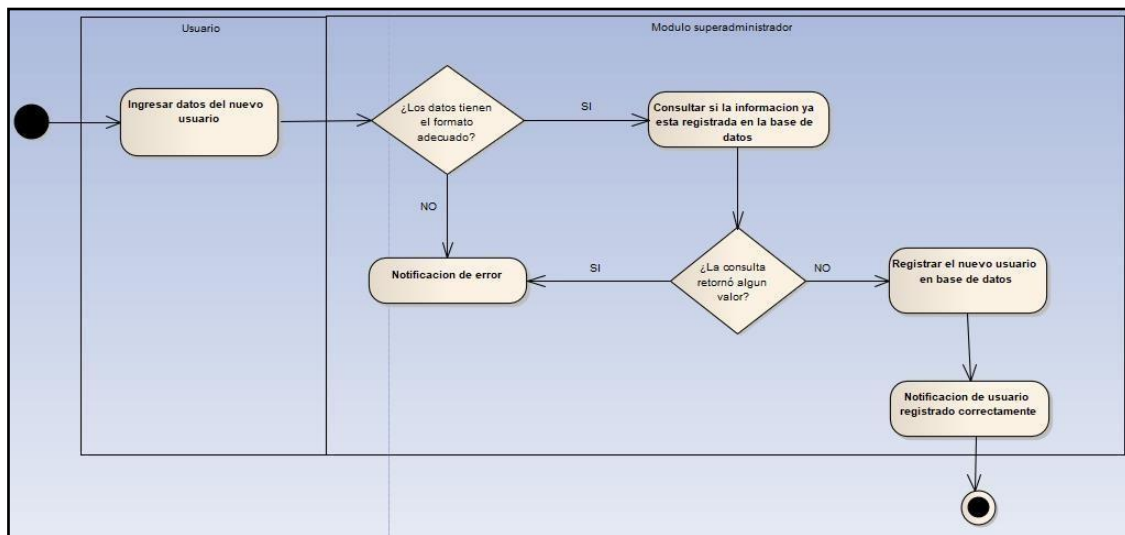 Usuario
Modulo superadministrador
Ingresar datos del nuevo
usuario
¿Los datos tienen
el formato
adecuado?
SI
Consultar si la informacion ya
esta registrada en la base de
datos
NO
Notificacion de error
SI
¿La consulta
retornó algun
valor?
NO
Registrar el nuevo usuario
en base de datos
Notificacion de usuario
registrado correctamente